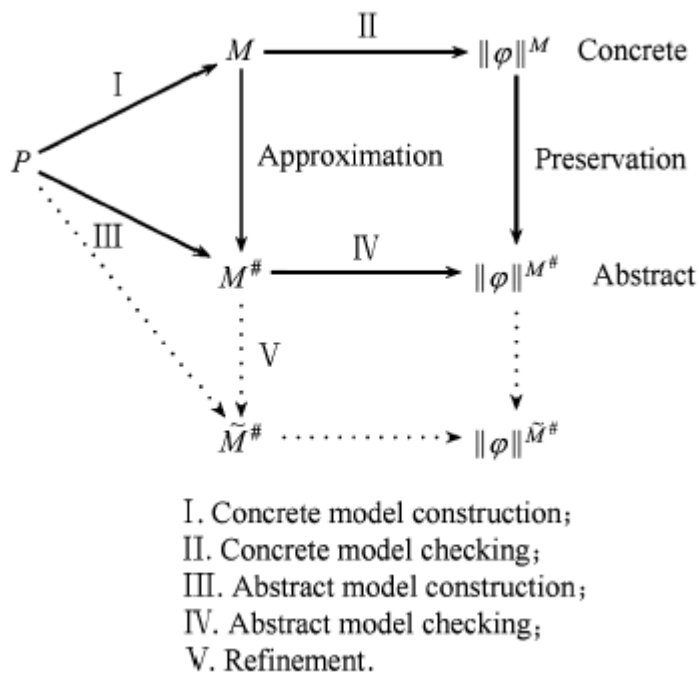 II
M ‖φ‖^M Concrete
I
P Approximation Preservation
III IV
M^# ‖φ‖^{M^#} Abstract
V
M̃^# ‖φ‖^{M̃^#}
I. Concrete model construction;
II. Concrete model checking;
III. Abstract model construction;
IV. Abstract model checking;
V. Refinement.